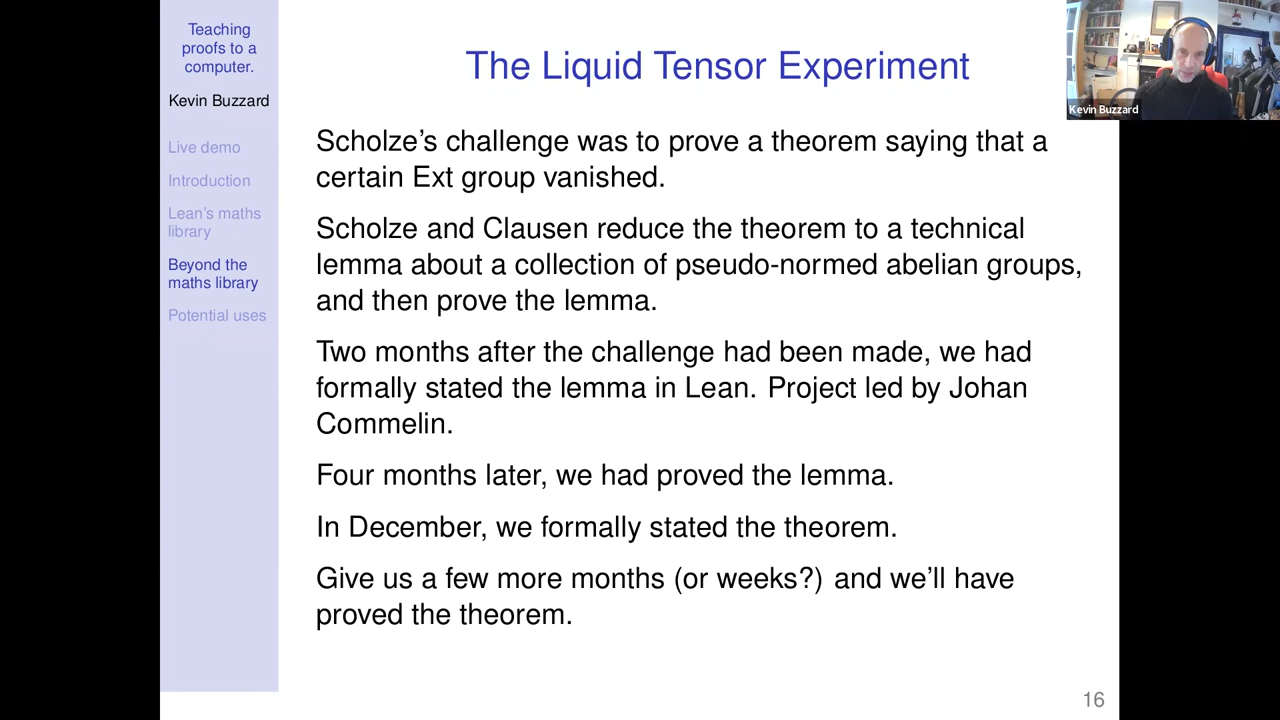 Teaching
proofs to a
computer.
Kevin Buzzard
Live demo
Introduction
Lean's maths
library
Beyond the
maths library
Potential uses
The Liquid Tensor Experiment
Scholze's challenge was to prove a theorem saying that a
certain Ext group vanished.
Scholze and Clausen reduce the theorem to a technical
lemma about a collection of pseudo-normed abelian groups,
and then prove the lemma.
Two months after the challenge had been made, we had
formally stated the lemma in Lean. Project led by Johan
Commelin.
Four months later, we had proved the lemma.
In December, we formally stated the theorem.
Give us a few more months (or weeks?) and we'll have
proved the theorem.
16
Kevin Buzzard